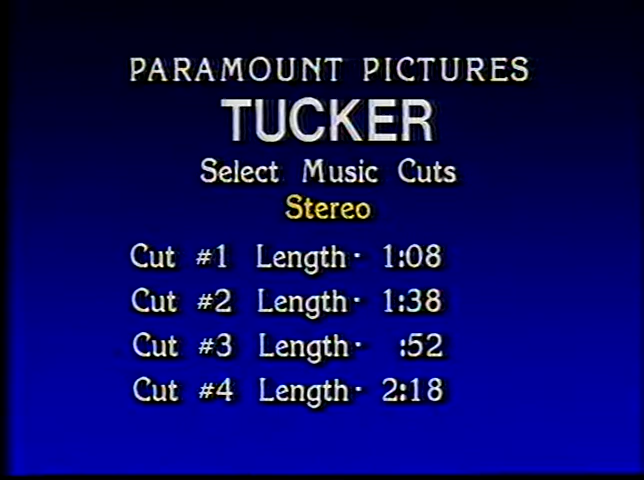 PARAMOUNT PICTURES
TUCKER
Select Music Cuts
Stereo
Cut #1 Length· 1:08
Cut #2 Length· 1:38
Cut #3 Length· :52
Cut #4 Length· 2:18